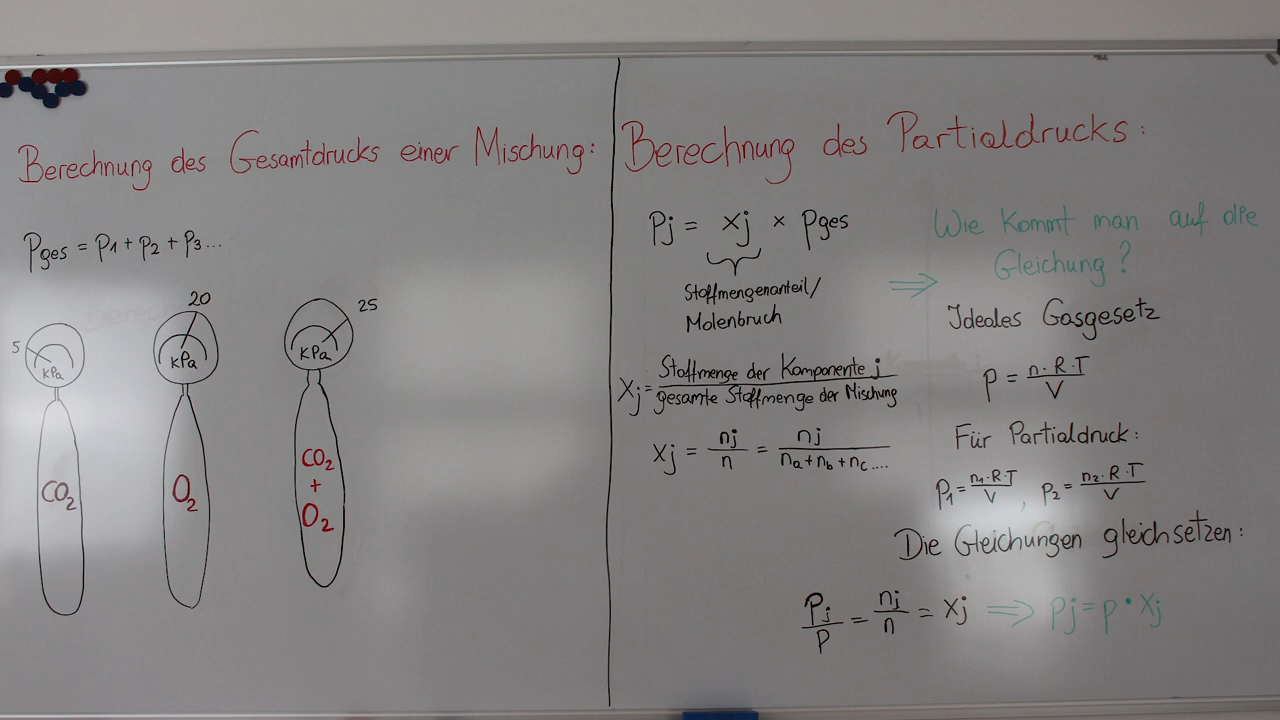 Berechnung des Gesamtdrucks einer Mischung:
Pges = p1 + p2 + p3...
5
kPa
CO2
20
kPa
O2
25
kPa
CO2
+
O2
Berechnung des Partialdrucks:
Pj = xj × pges
Stoffmengenanteil/
Molenbruch
Xj = Stoffmenge der Komponente j / gesamte Stoffmenge der Mischung
xj = nj/n = nj/(na+nb+nc....)
⇒ Wie kommt man auf die
Gleichung?
Ideales Gasgesetz
p = n·R·T/V
Für Partialdruck:
p1 = n1·R·T/V , p2 = n2·R·T/V
Die Gleichungen gleichsetzen:
Pj/P = nj/n = xj ⇒ pj = p • xj